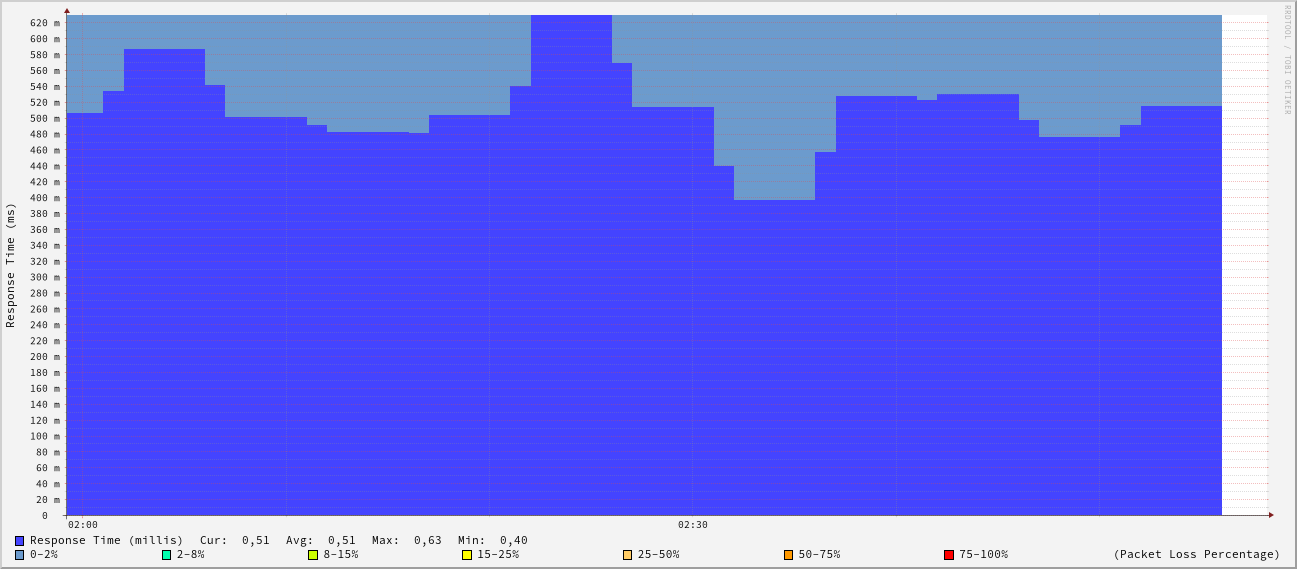 RRDTOOL / TOBI OETIKER
Response Time (ms)
620 m
600 m
580 m
560 m
540 m
520 m
500 m
480 m
460 m
440 m
420 m
400 m
380 m
360 m
340 m
320 m
300 m
280 m
260 m
240 m
220 m
200 m
180 m
160 m
140 m
120 m
100 m
80 m
60 m
40 m
20 m
0
02:00 02:30
Response Time (millis) Cur: 0,51 Avg: 0,51 Max: 0,63 Min: 0,40
0-2% 2-8% 8-15% 15-25% 25-50% 50-75% 75-100% (Packet Loss Percentage)